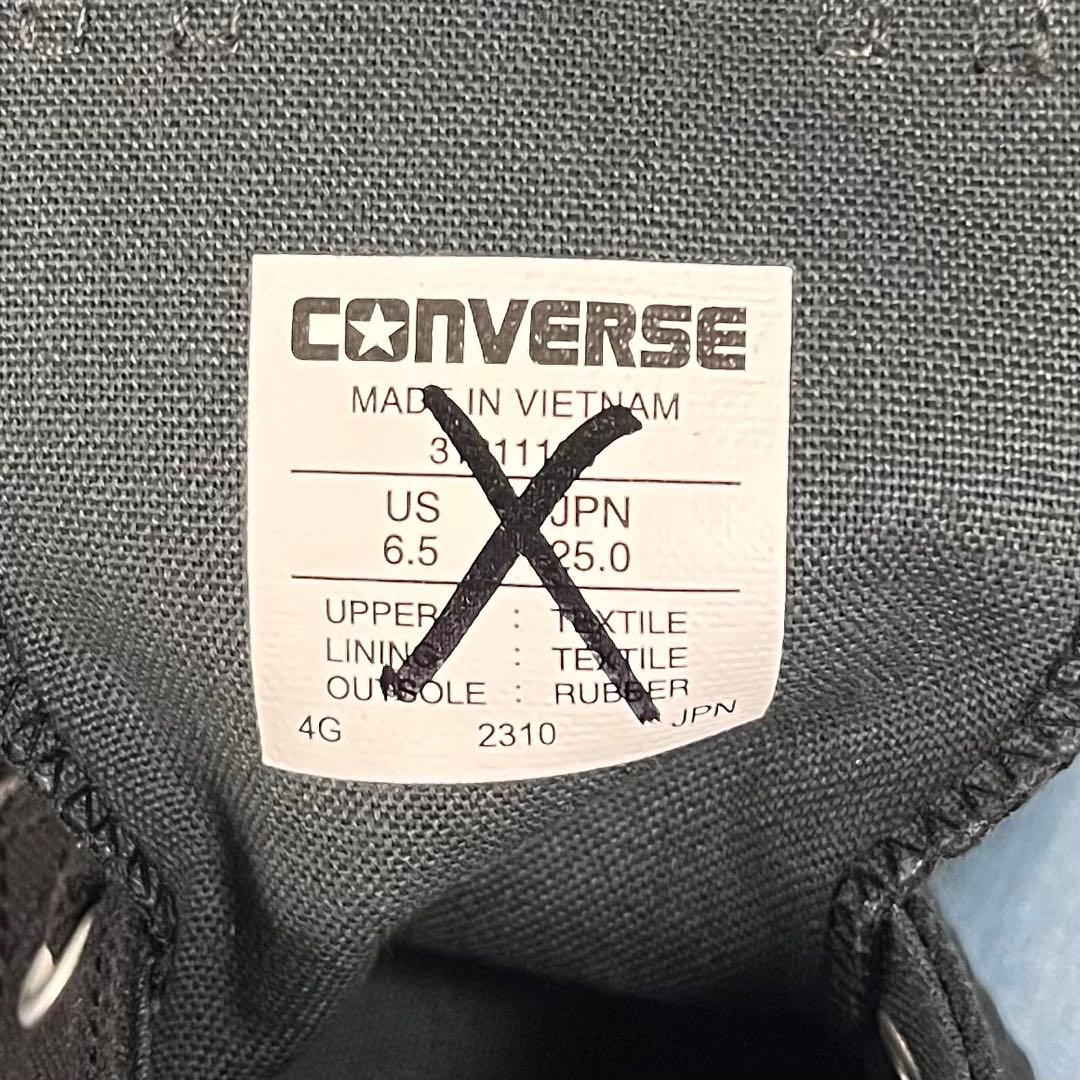 CONVERSE
MADE IN VIETNAM
US JPN
6.5 25.0
UPPER : TEXTILE
LINING : TEXTILE
OUTSOLE : RUBBER
4G 2310 JPN